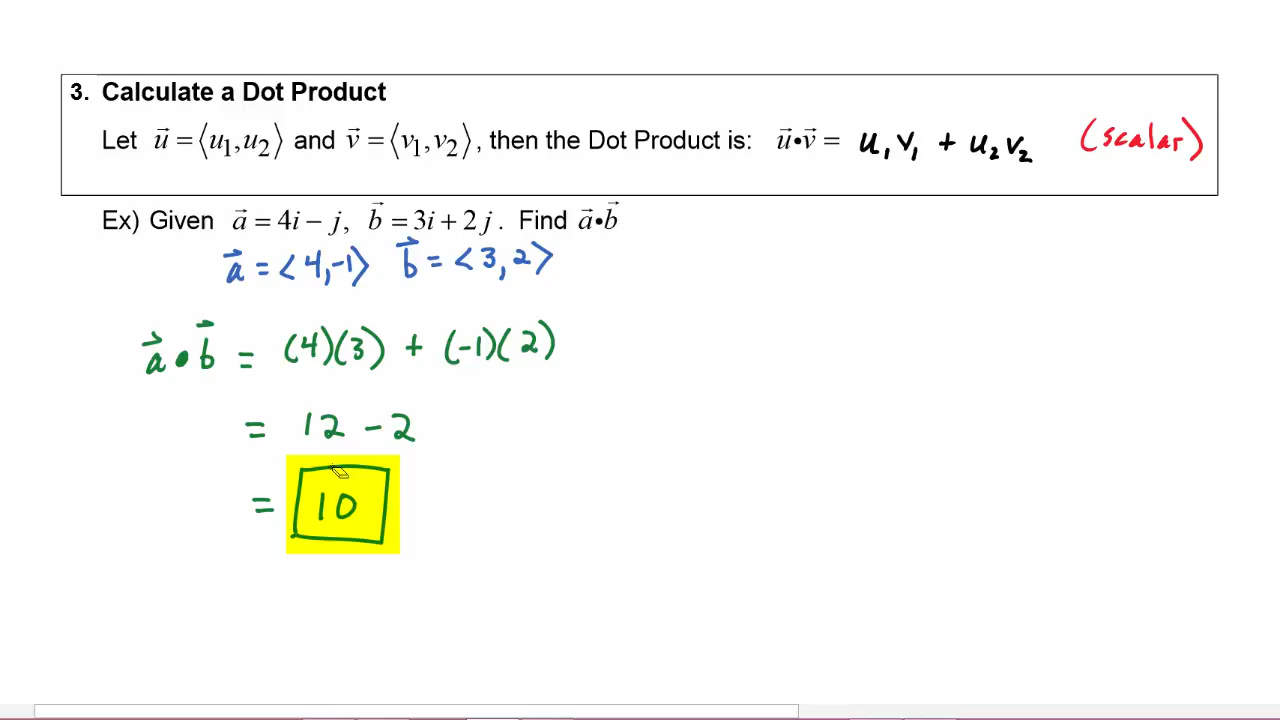 3. Calculate a Dot Product
Let u⃗ = ⟨u₁,u₂⟩ and v⃗ = ⟨v₁,v₂⟩, then the Dot Product is: u⃗•v⃗ = u₁v₁ + u₂v₂ (scalar)
Ex) Given a⃗ = 4i − j, b⃗ = 3i + 2j. Find a⃗•b⃗
a⃗ = ⟨4,-1⟩ b⃗ = ⟨3,2⟩
a⃗ • b⃗ = (4)(3) + (-1)(2)
= 12 - 2
= 10